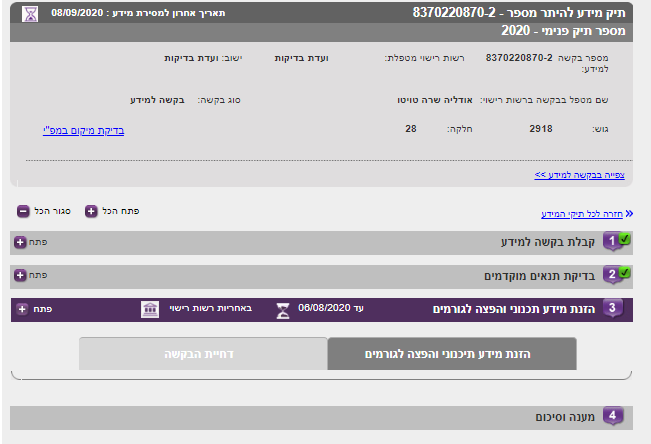 תיק מידע להיתר מספר - 8370220870-2 תאריך אחרון למסירת מידע : 08/09/2020
מספר תיק פנימי - 2020
מספר בקשה למידע: 8370220870-2 רשות רישוי מטפלת: ועדת בדיקות ישוב: ועדת בדיקות
שם מטפל בבקשה ברשות רישוי: אודליה שרה טויטו סוג בקשה: בקשה למידע
גוש: 2918 חלקה: 28 בדיקת מיקום במפ"י
צפייה בבקשה למידע >>
חזרה לכל תיקי המידע פתח הכל סגור הכל
1 קבלת בקשה למידע פתח
2 בדיקת תנאים מוקדמים פתח
3 הזנת מידע תכנוני והפצה לגורמים עד 06/08/2020 באחריות רשות רישוי פתח
הזנת מידע תיכנוני והפצה לגורמים דחיית הבקשה
4 מענה וסיכום